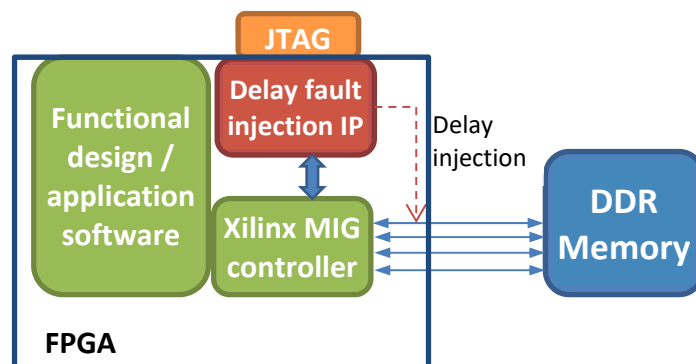 JTAG
Delay fault
injection IP
Functional
design /
application
software
Delay
injection
Xilinx MIG
controller
DDR
Memory
FPGA